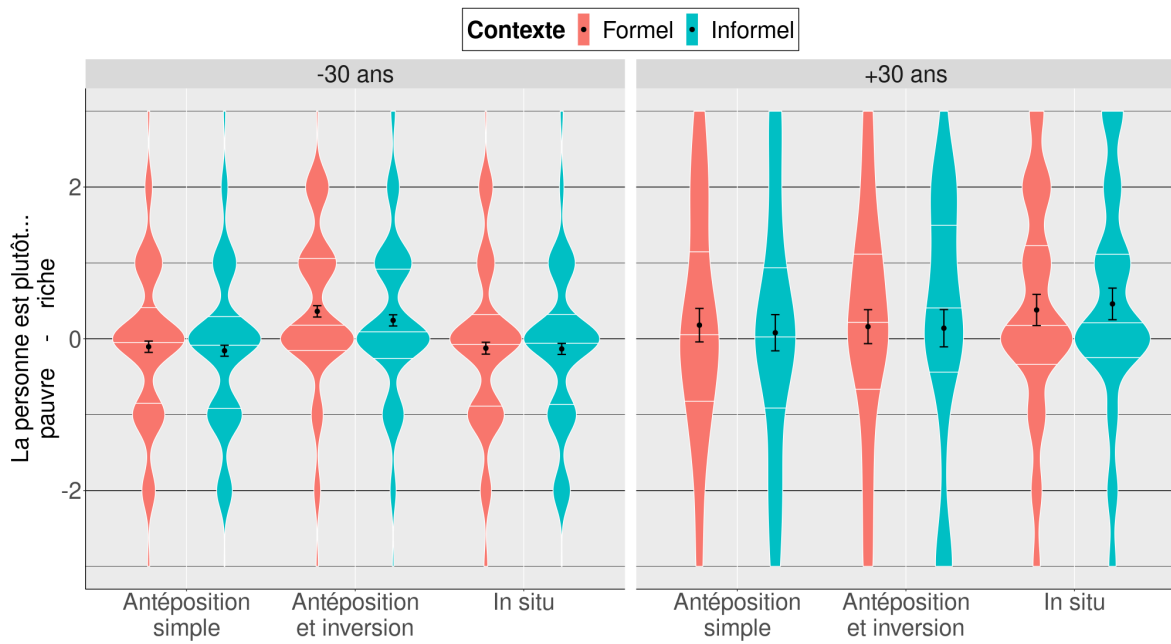 Contexte Formel Informel
-30 ans
+30 ans
La personne est plutôt...
pauvre - riche
2
0
-2
Antéposition
simple
Antéposition
et inversion
In situ
Antéposition
simple
Antéposition
et inversion
In situ